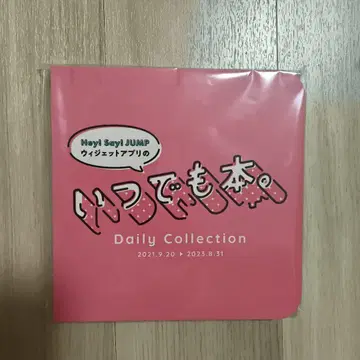 Hey! Say! JUMP
ウィジェットアプリの
いつでも本。
Daily Collection
2021.9.20 ▶ 2023.8.31